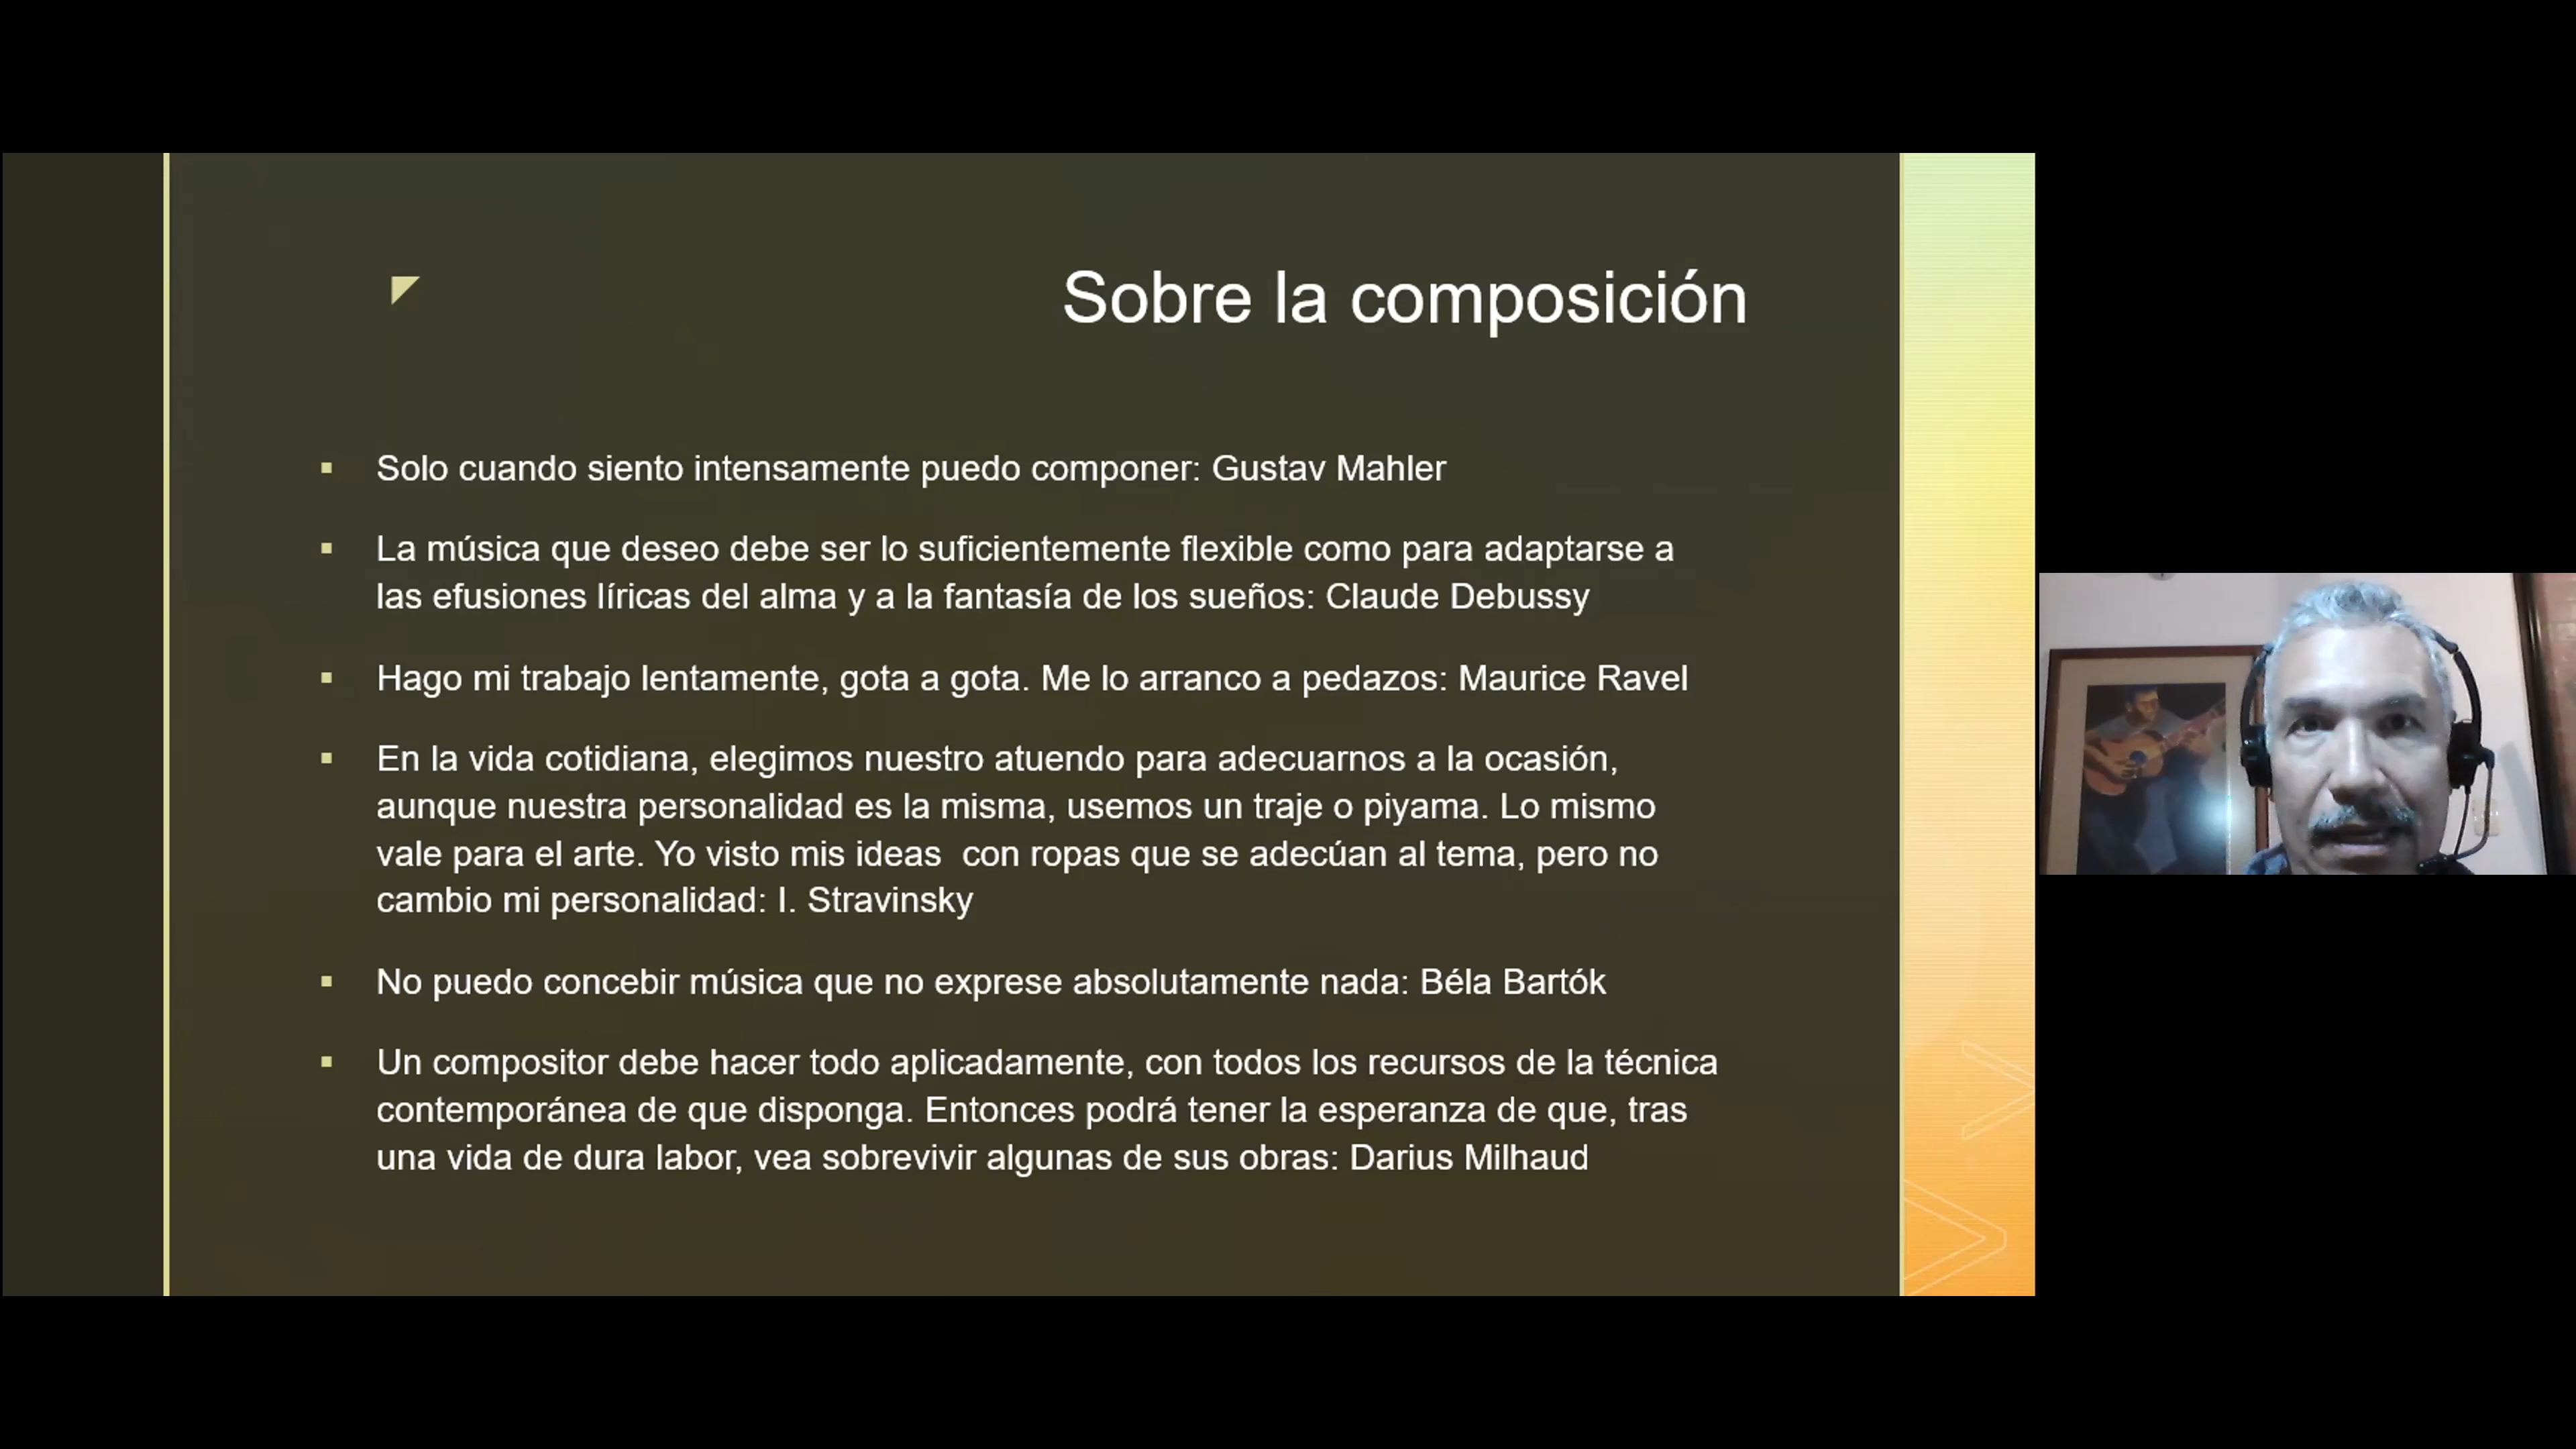 Sobre la composición
Solo cuando siento intensamente puedo componer: Gustav Mahler
La música que deseo debe ser lo suficientemente flexible como para adaptarse a
las efusiones líricas del alma y a la fantasía de los sueños: Claude Debussy
Hago mi trabajo lentamente, gota a gota. Me lo arranco a pedazos: Maurice Ravel
En la vida cotidiana, elegimos nuestro atuendo para adecuarnos a la ocasión,
aunque nuestra personalidad es la misma, usemos un traje o piyama. Lo mismo
vale para el arte. Yo visto mis ideas  con ropas que se adecúan al tema, pero no
cambio mi personalidad: I. Stravinsky
No puedo concebir música que no exprese absolutamente nada: Béla Bartók
Un compositor debe hacer todo aplicadamente, con todos los recursos de la técnica
contemporánea de que disponga. Entonces podrá tener la esperanza de que, tras
una vida de dura labor, vea sobrevivir algunas de sus obras: Darius Milhaud